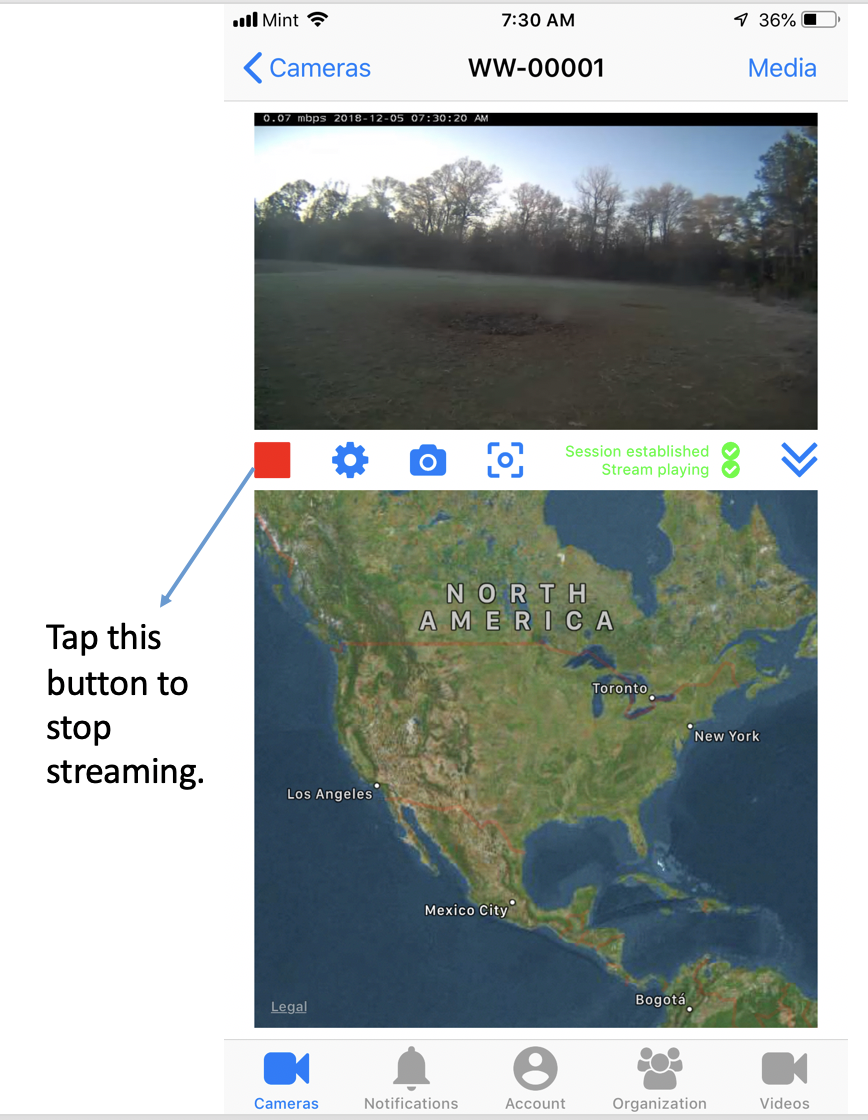 Mint 7:30 AM 36%
Cameras WW-00001 Media
0.07 mbps 2018-12-05 07:30:20 AM
Session established
Stream playing
Tap this
button to
stop
streaming.
NORTH
AMERICA
Toronto
New York
Los Angeles
Mexico City
Bogotá
Legal
Cameras Notifications Account Organization Videos